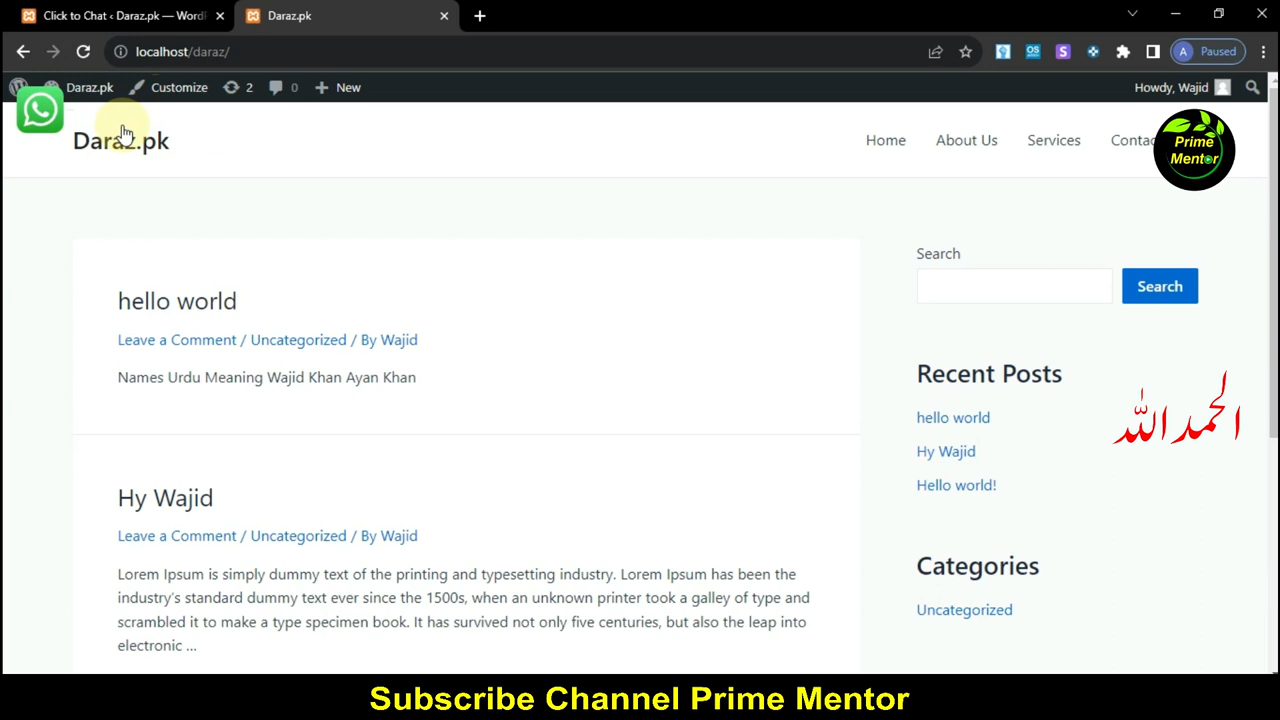 Click to Chat ‹ Daraz.pk — Word
Daraz.pk
localhost/daraz/
Paused
Daraz.pk
Customize
2
0
New
Howdy, Wajid
Daraz.pk
Home
About Us
Services
Contac
Prime
Mentor
hello world
Leave a Comment / Uncategorized / By Wajid
Names Urdu Meaning Wajid Khan Ayan Khan
Hy Wajid
Leave a Comment / Uncategorized / By Wajid
Lorem Ipsum is simply dummy text of the printing and typesetting industry. Lorem Ipsum has been the
industry's standard dummy text ever since the 1500s, when an unknown printer took a galley of type and
scrambled it to make a type specimen book. It has survived not only five centuries, but also the leap into
electronic ...
Search
Search
Recent Posts
hello world
Hy Wajid
Hello world!
الحمد اللہ
Categories
Uncategorized
Subscribe Channel Prime Mentor